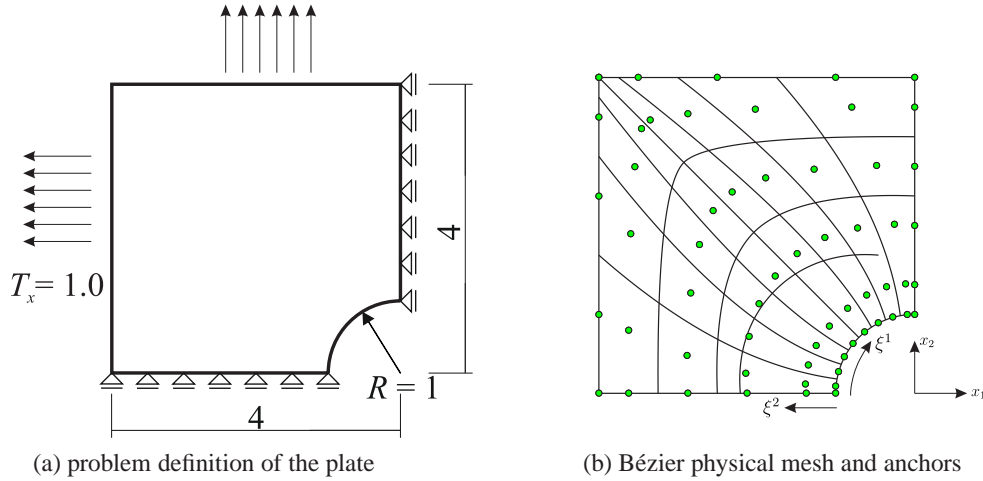 T_x = 1.0
4
R = 1
4
ξ^1
x_2
x_1
ξ^2
(a) problem definition of the plate
(b) Bézier physical mesh and anchors